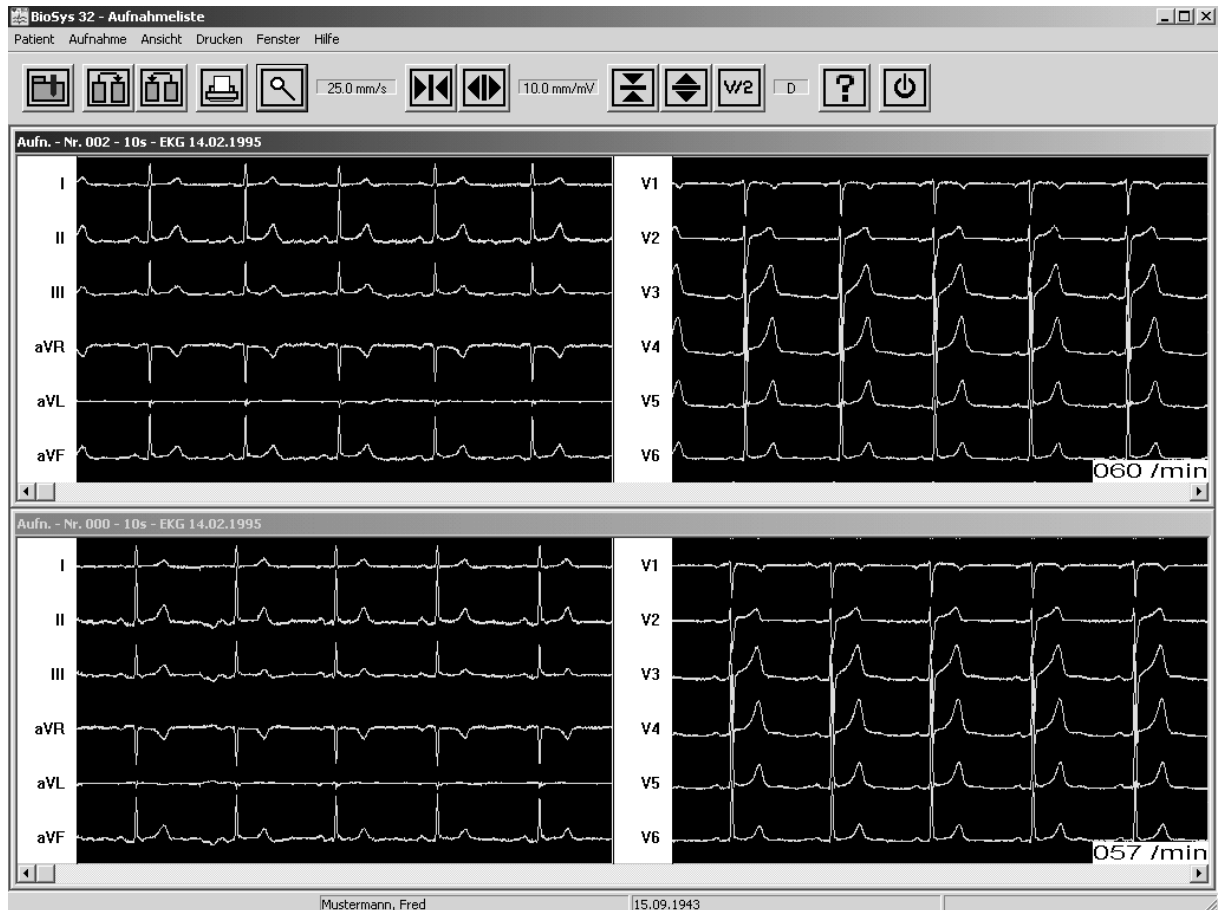 BioSys 32 - Aufnahmeliste
Patient Aufnahme Ansicht Drucken Fenster Hilfe
25.0 mm/s 10.0 mm/mV V/2 D ?
Aufn. - Nr. 002 - 10s - EKG 14.02.1995
I V1
II V2
III V3
aVR V4
aVL V5
aVF V6
060 /min
Aufn. - Nr. 000 - 10s - EKG 14.02.1995
I V1
II V2
III V3
aVR V4
aVL V5
aVF V6
057 /min
Mustermann, Fred 15.09.1943